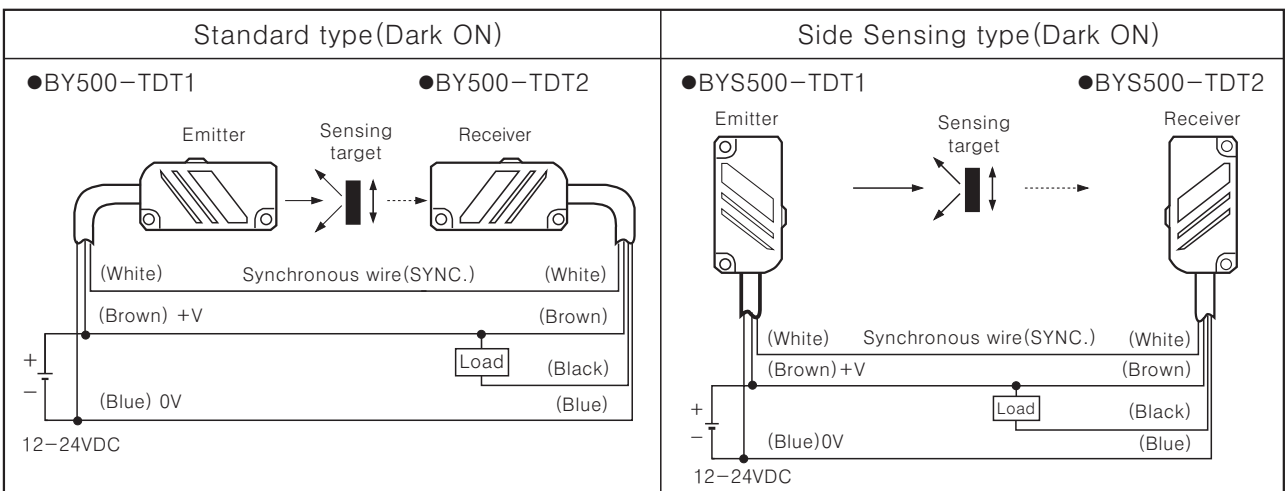 Standard type(Dark ON)
●BY500-TDT1
●BY500-TDT2
Emitter
Sensing
target
Receiver
(White)
Synchronous wire(SYNC.)
(White)
(Brown) +V
(Brown)
+
Load
(Black)
−
(Blue) 0V
(Blue)
12-24VDC
Side Sensing type(Dark ON)
●BYS500-TDT1
●BYS500-TDT2
Emitter
Sensing
target
Receiver
(White)
Synchronous wire(SYNC.)
(White)
(Brown)+V
(Brown)
+
Load
(Black)
−
(Blue)0V
(Blue)
12-24VDC